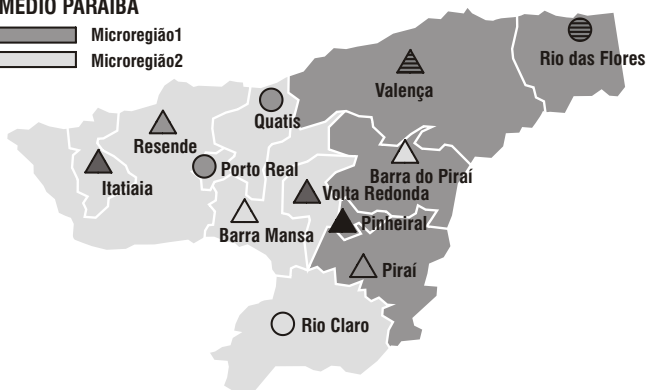 MÉDIO PARAÍBA
Microregião1
Microregião2
Rio das Flores
Valença
Quatis
Resende
Porto Real
Barra do Piraí
Itatiaia
Volta Redonda
Barra Mansa
Pinheiral
Piraí
Rio Claro